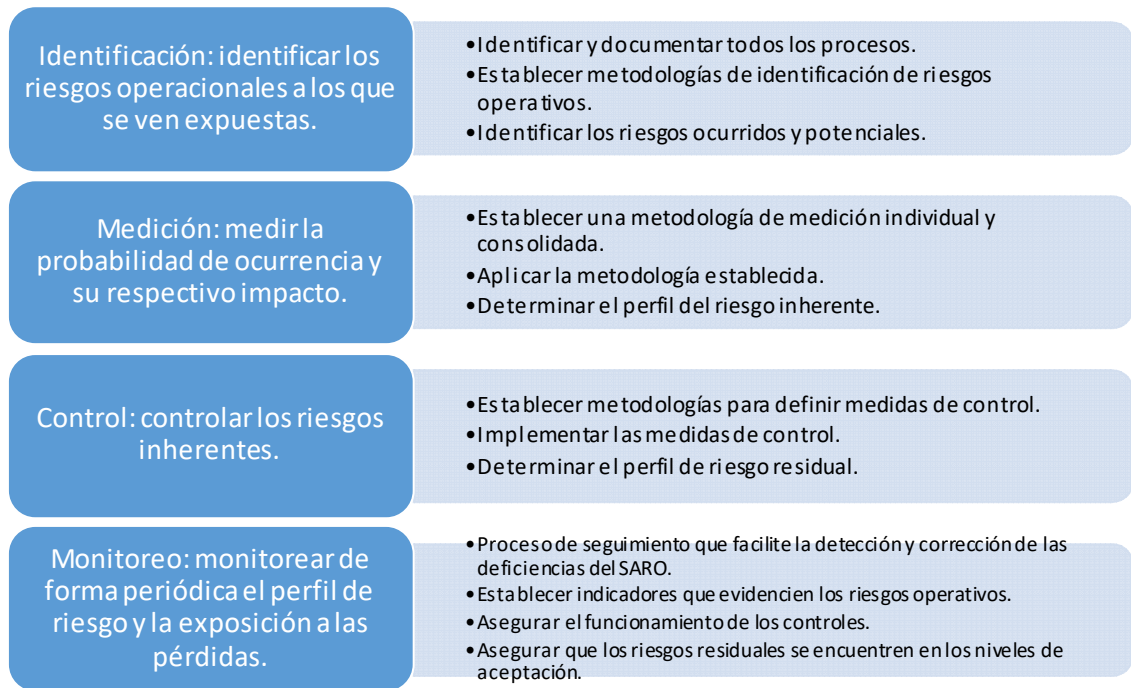 Identificación: identificar los
riesgos operacionales a los que
se ven expuestas.
•Identificar y documentar todos los procesos.
•Establecer metodologías de identificación de riesgos
operativos.
•Identificar los riesgos ocurridos y potenciales.
Medición: medir la
probabilidad de ocurrencia y
su respectivo impacto.
•Establecer una metodología de medición individual y
consolidada.
•Aplicar la metodología establecida.
•Determinar el perfil del riesgo inherente.
Control: controlar los riesgos
inherentes.
•Establecer metodologías para definir medidas de control.
•Implementar las medidas de control.
•Determinar el perfil de riesgo residual.
Monitoreo: monitorear de
forma periódica el perfil de
riesgo y la exposición a las
pérdidas.
•Proceso de seguimiento que facilite la detección y corrección de las
deficiencias del SARO.
•Establecer indicadores que evidencien los riesgos operativos.
•Asegurar el funcionamiento de los controles.
•Asegurar que los riesgos residuales se encuentren en los niveles de
aceptación.